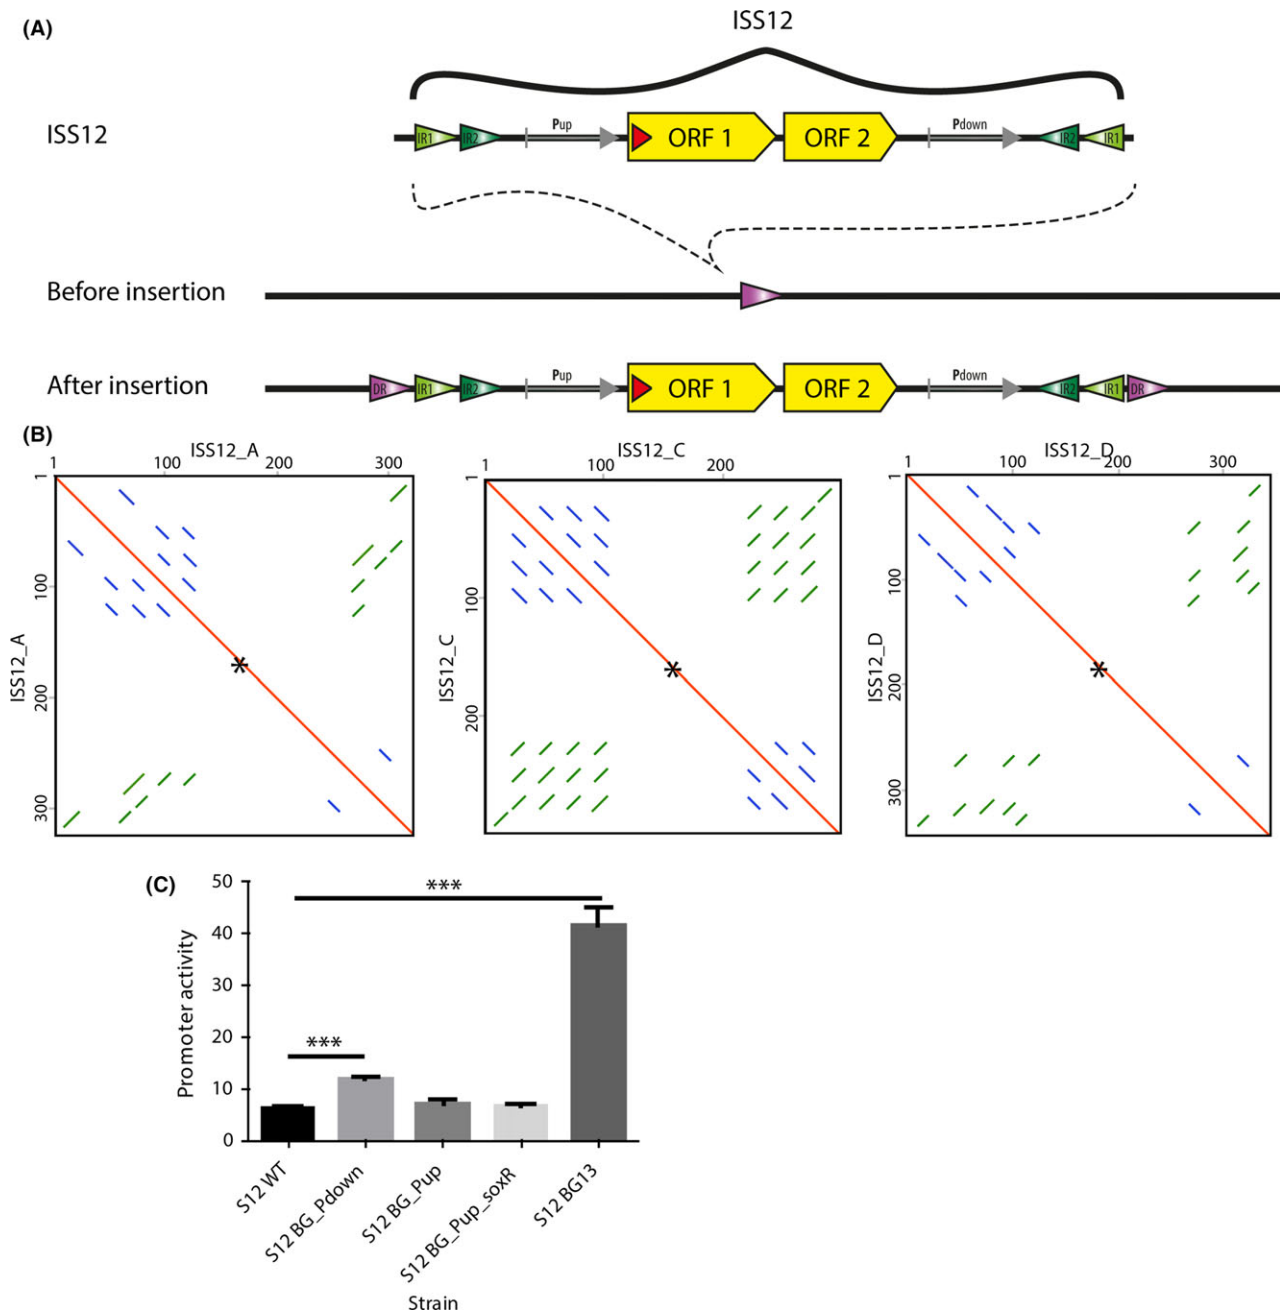 (A)
ISS12
ISS12
IR1 IR2 Pup ORF 1 ORF 2 Pdown IR2 IR1
Before insertion
After insertion
DR IR1 IR2 Pup ORF 1 ORF 2 Pdown IR2 IR1 DR
(B)
ISS12_A
1 100 200 300
ISS12_A
1 100 200 300
ISS12_C
1 100 200
ISS12_C
1 100 200
ISS12_D
1 100 200 300
ISS12_D
1 100 200 300
* * *
(C)
Promoter activity
50
40
30
20
10
0
***
***
S12 WT
S12 BG_Pdown
S12 BG_Pup
S12 BG_Pup_soxR
S12 BG13
Strain